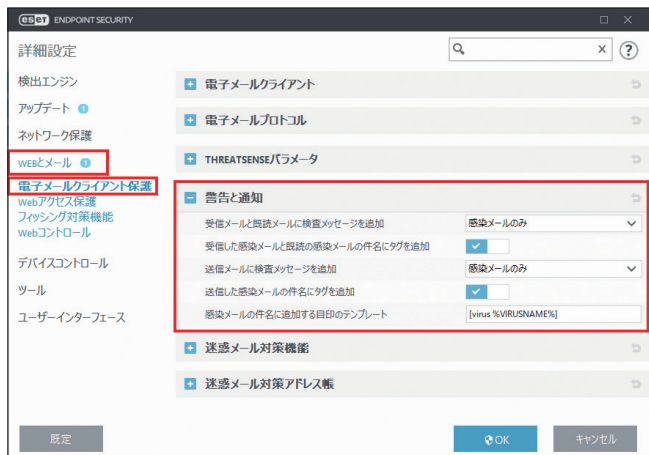 eset ENDPOINT SECURITY
詳細設定
検出エンジン
アップデート 1
ネットワーク保護
WEBとメール 1
電子メールクライアント保護
Webアクセス保護
フィッシング対策機能
Webコントロール
デバイスコントロール
ツール
ユーザーインターフェース
電子メールクライアント
電子メールプロトコル
THREATSENSEパラメータ
警告と通知
受信メールと既読メールに検査メッセージを追加 感染メールのみ
受信した感染メールと既読の感染メールの件名にタグを追加
送信メールに検査メッセージを追加 感染メールのみ
送信した感染メールの件名にタグを追加
感染メールの件名に追加する目印のテンプレート [virus %VIRUSNAME%]
迷惑メール対策機能
迷惑メール対策アドレス帳
既定 OK キャンセル